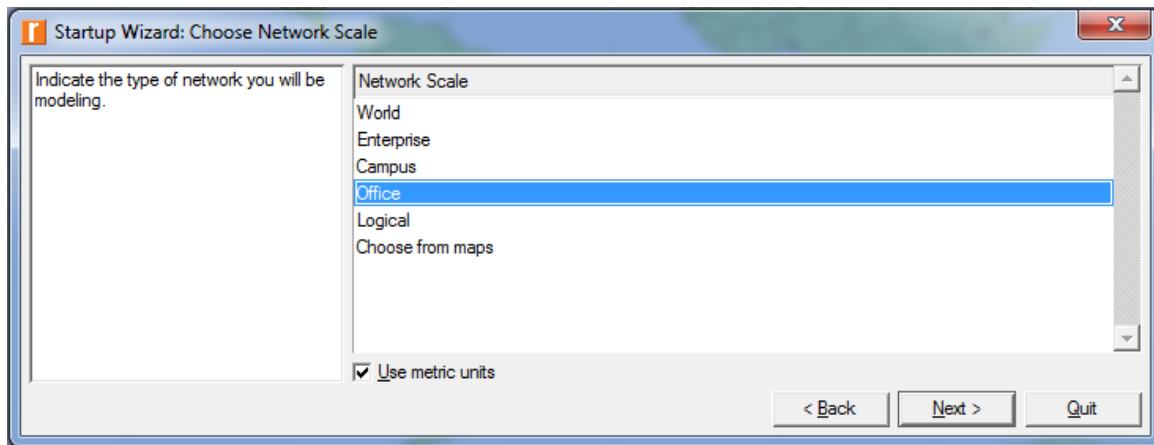 Startup Wizard: Choose Network Scale
Indicate the type of network you will be
modeling.
Network Scale
World
Enterprise
Campus
Office
Logical
Choose from maps
Use metric units
< Back
Next >
Quit